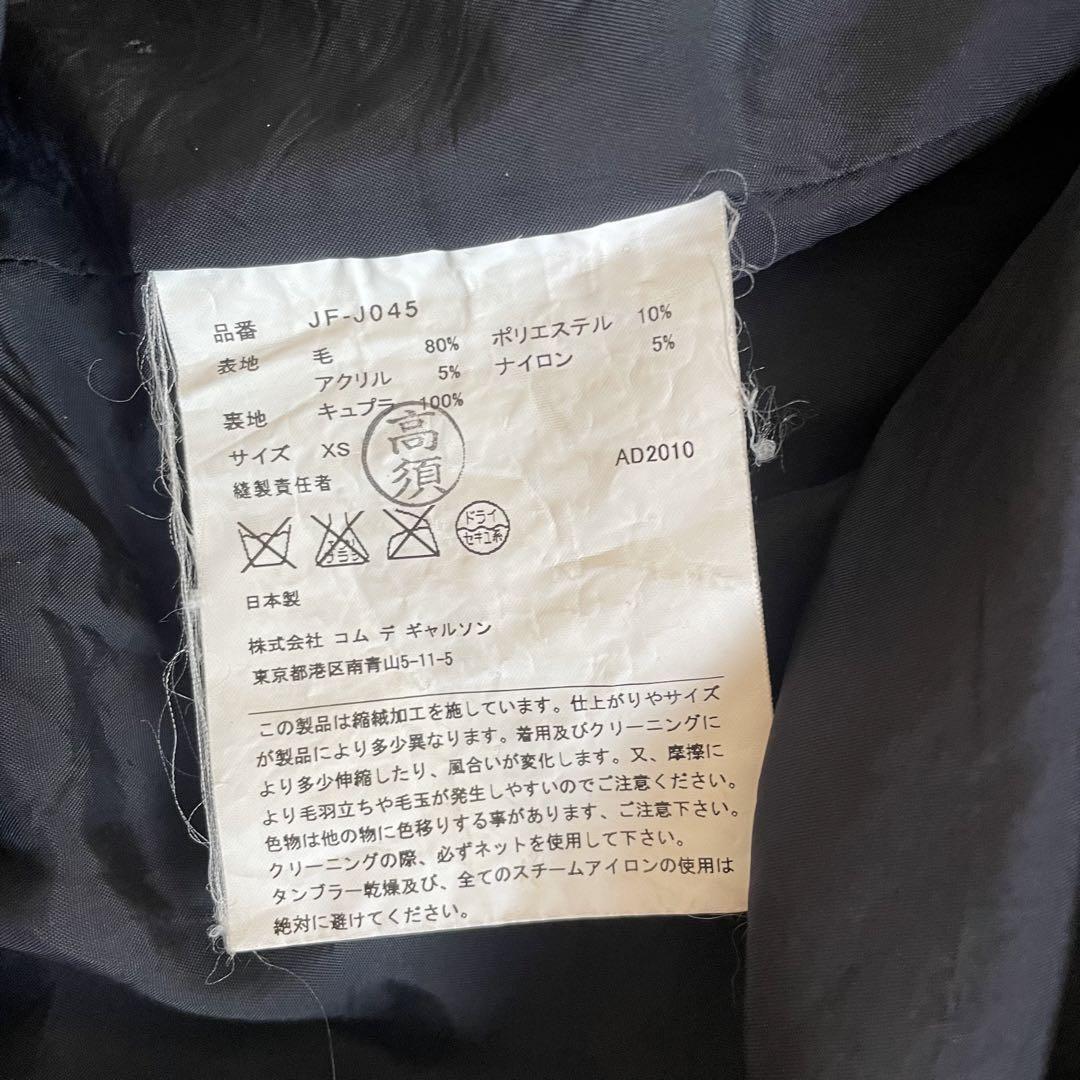 品番 JF-J045
表地 毛 80% ポリエステル 10%
アクリル 5% ナイロン 5%
裏地 キュプラ 100%
サイズ XS
AD2010
縫製責任者 高須
エンソ
サラシ
ドライ
セキユ系
日本製
株式会社 コム デ ギャルソン
東京都港区南青山5-11-5
この製品は縮絨加工を施しています。仕上がりやサイズ
が製品により多少異なります。着用及びクリーニングに
より多少伸縮したり、風合いが変化します。又、摩擦に
より毛羽立ちや毛玉が発生しやすいのでご注意ください。
色物は他の物に色移りする事があります、ご注意下さい。
クリーニングの際、必ずネットを使用して下さい。
タンブラー乾燥及び、全てのスチームアイロンの使用は
絶対に避けてください。